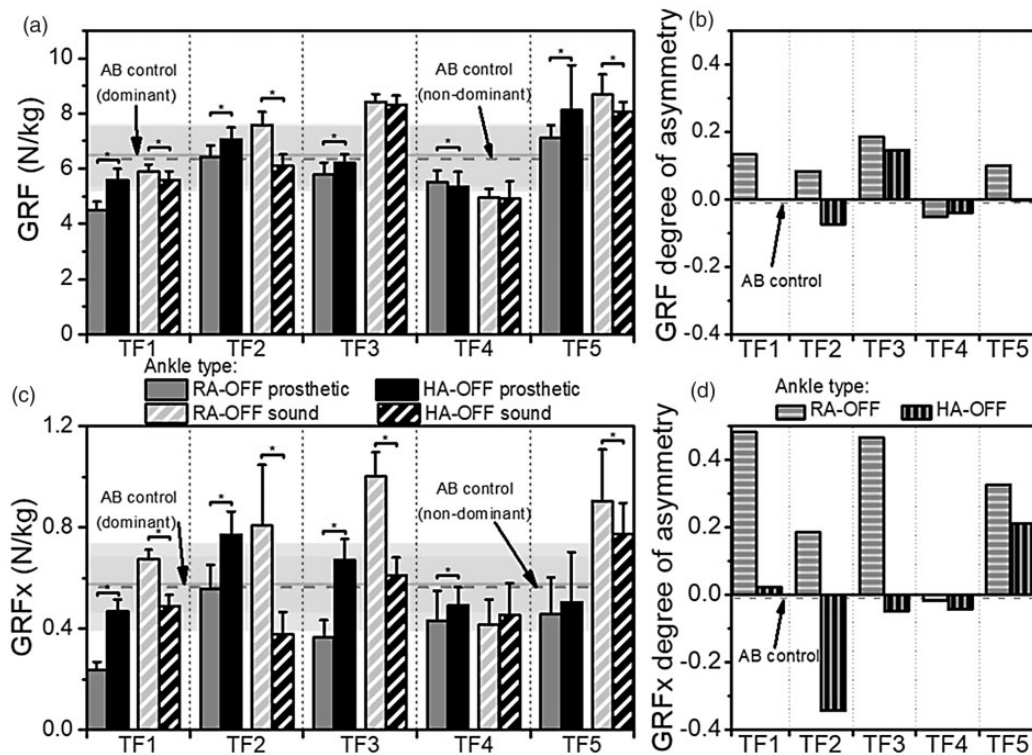 (a)
GRF (N/kg)
10
8
6
4
2
0
AB control
(dominant)
AB control
(non-dominant)
* * * * * * * *
TF1 TF2 TF3 TF4 TF5
(b)
GRF degree of asymmetry
0.4
0.2
0.0
-0.2
-0.4
AB control
TF1 TF2 TF3 TF4 TF5
Ankle type:
RA-OFF prosthetic HA-OFF prosthetic
RA-OFF sound HA-OFF sound
(c)
GRFx (N/kg)
1.2
0.8
0.4
0.0
AB control
(dominant)
AB control
(non-dominant)
* * * * * * * *
TF1 TF2 TF3 TF4 TF5
(d)
Ankle type:
RA-OFF HA-OFF
GRFx degree of asymmetry
0.4
0.2
0.0
-0.2
-0.4
AB control
TF1 TF2 TF3 TF4 TF5